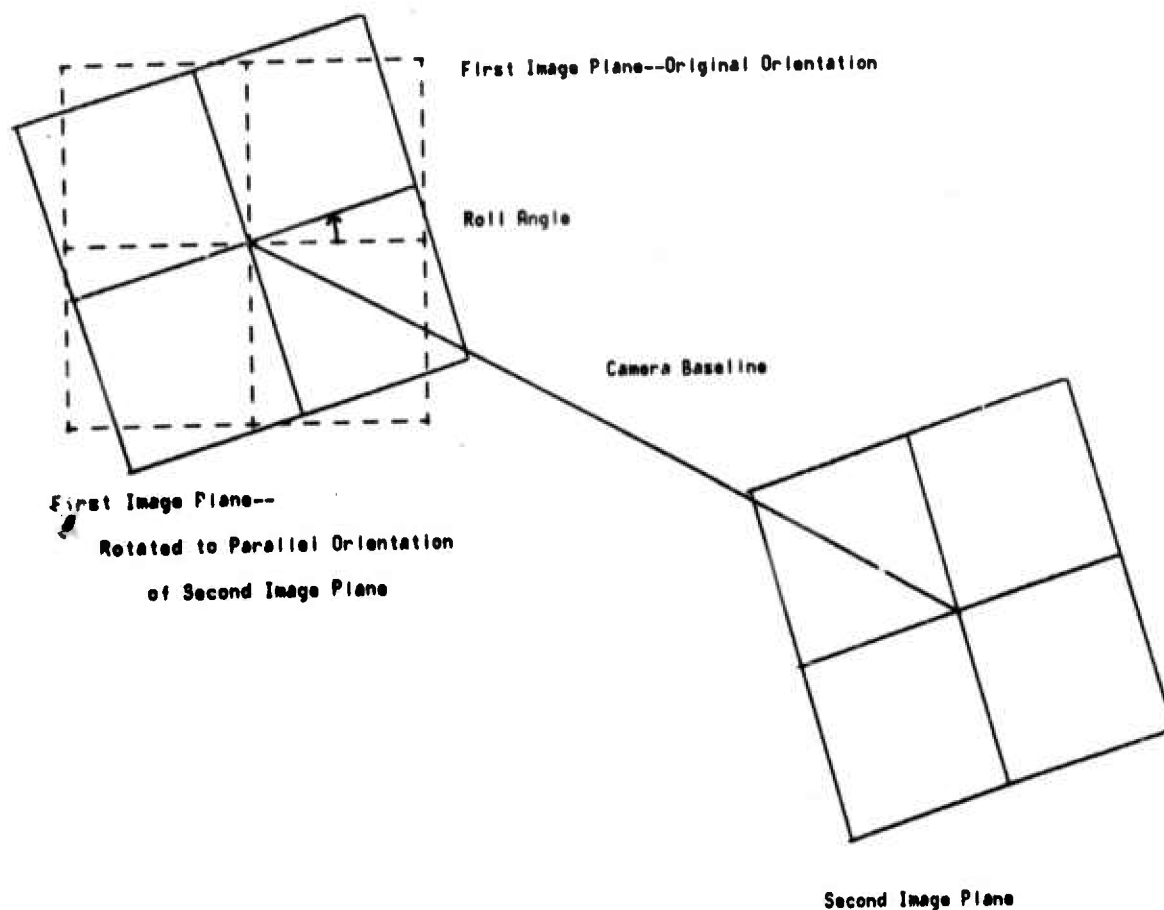 First Image Plane--Original Orientation
Roll Angle
Camera Baseline
First Image Plane--
Rotated to Parallel Orientation
of Second Image Plane
Second Image Plane